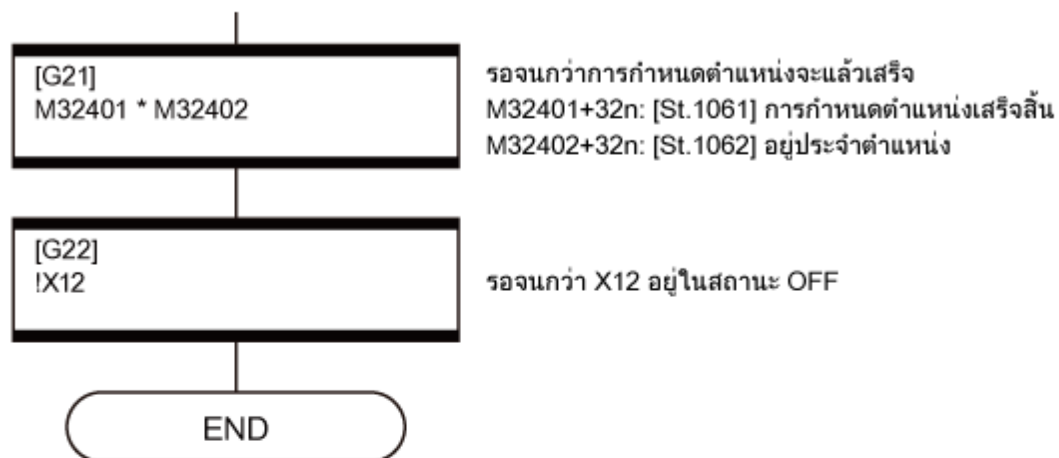 [G21]
M32401 * M32402
รอจนกว่าการกำหนดตำแหน่งจะแล้วเสร็จ
M32401+32n: [St.1061] การกำหนดตำแหน่งเสร็จสิ้น
M32402+32n: [St.1062] อยู่ประจำตำแหน่ง
[G22]
!X12
รอจนกว่า X12 อยู่ในสถานะ OFF
END